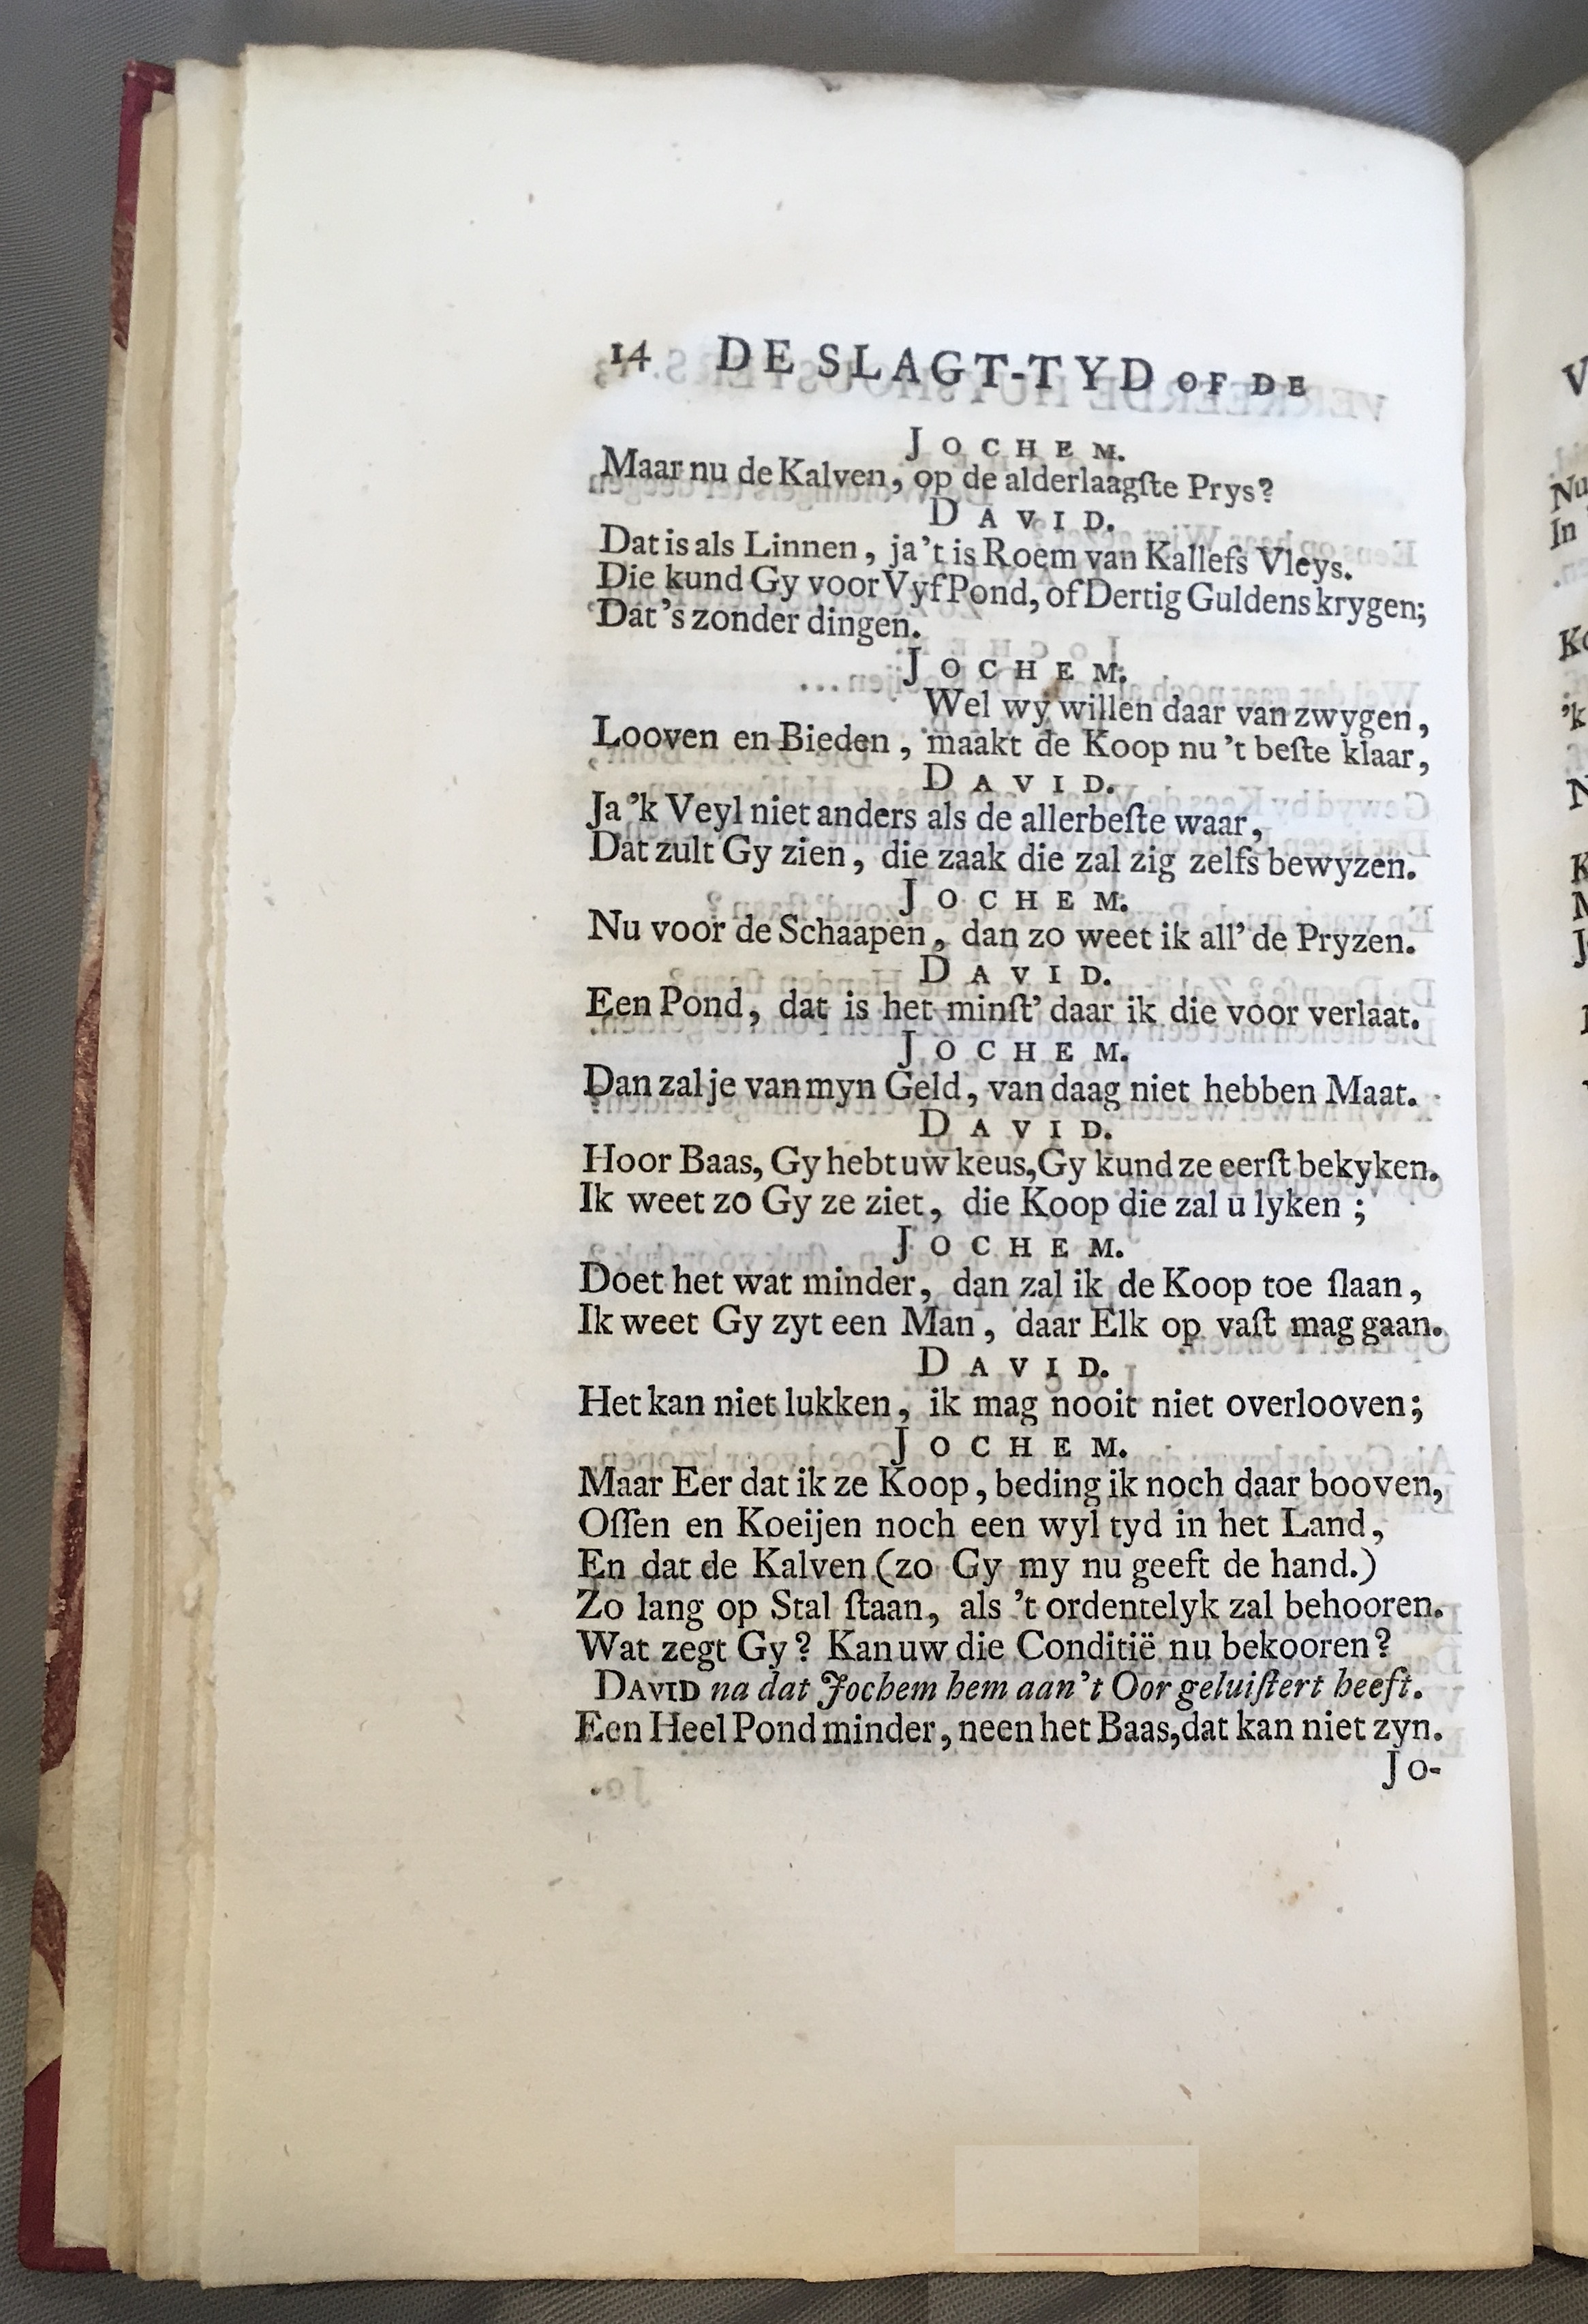 14 DE SLAGT-TYD OF DE
JOCHEM.
Maar nu de Kalven, op de alderlaagſte Prys?
DAVID.
Dat is als Linnen, ja 't is Roem van Kallefs Vleys.
Die kund Gy voor Vyf Pond, of Dertig Guldens krygen;
Dat's zonder dingen.
JOCHEM.
Wel wy willen daar van zwygen,
Looven en Bieden, maakt de Koop nu 't beſte klaar,
DAVID.
Ja 'k Veyl niet anders als de allerbeſte waar,
Dat zult Gy zien, die zaak die zal zig zelfs bewyzen.
JOCHEM.
Nu voor de Schaapen, dan zo weet ik all' de Pryzen.
DAVID.
Een Pond, dat is het minſt' daar ik die voor verlaat.
JOCHEM.
Dan zal je van myn Geld, van daag niet hebben Maat.
DAVID.
Hoor Baas, Gy hebt uw keus, Gy kund ze eerſt bekyken.
Ik weet zo Gy ze ziet, die Koop die zal u lyken;
JOCHEM.
Doet het wat minder, dan zal ik de Koop toe ſlaan,
Ik weet Gy zyt een Man, daar Elk op vaſt mag gaan.
DAVID.
Het kan niet lukken, ik mag nooit niet overlooven;
JOCHEM.
Maar Eer dat ik ze Koop, beding ik noch daar booven,
Oſſen en Koeijen noch een wyl tyd in het Land,
En dat de Kalven (zo Gy my nu geeft de hand.)
Zo lang op Stal ſtaan, als 't ordentelyk zal behooren.
Wat zegt Gy? Kan uw die Conditië nu bekooren?
DAVID na dat Jochem hem aan 't Oor geluiſtert heeft.
Een Heel Pond minder, neen het Baas, dat kan niet zyn.
Jo-